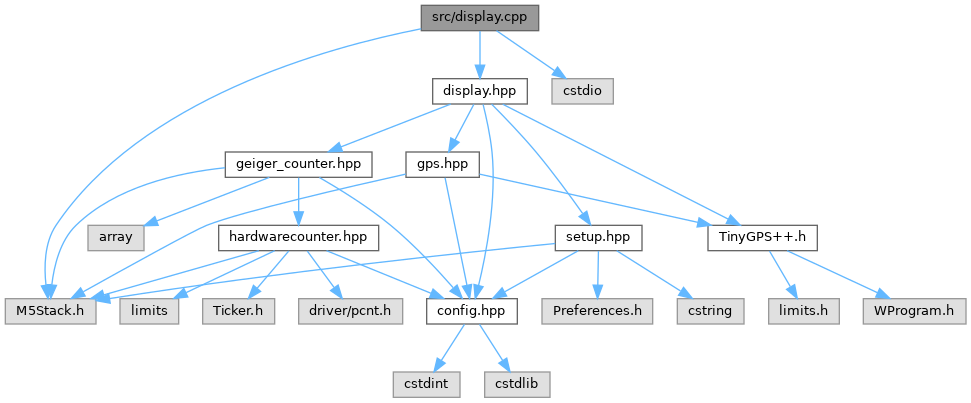 src/display.cpp
display.hpp
cstdio
geiger_counter.hpp
gps.hpp
array
hardwarecounter.hpp
setup.hpp
TinyGPS++.h
M5Stack.h
limits
Ticker.h
driver/pcnt.h
config.hpp
Preferences.h
cstring
limits.h
WProgram.h
cstdint
cstdlib